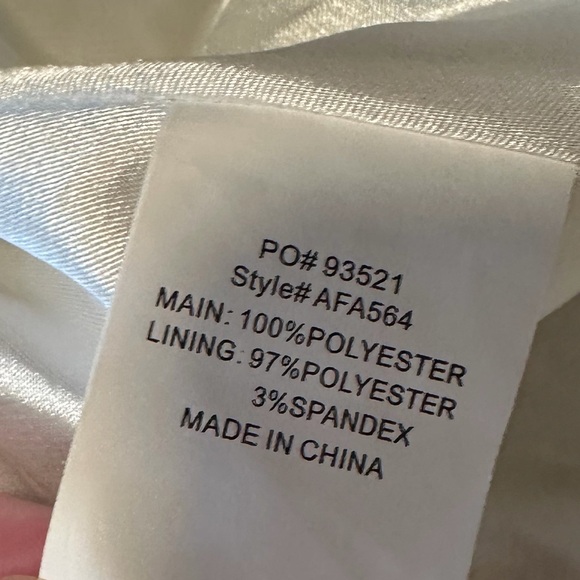 PO# 93521
Style# AFA564
MAIN: 100%POLYESTER
LINING: 97%POLYESTER
3%SPANDEX
MADE IN CHINA